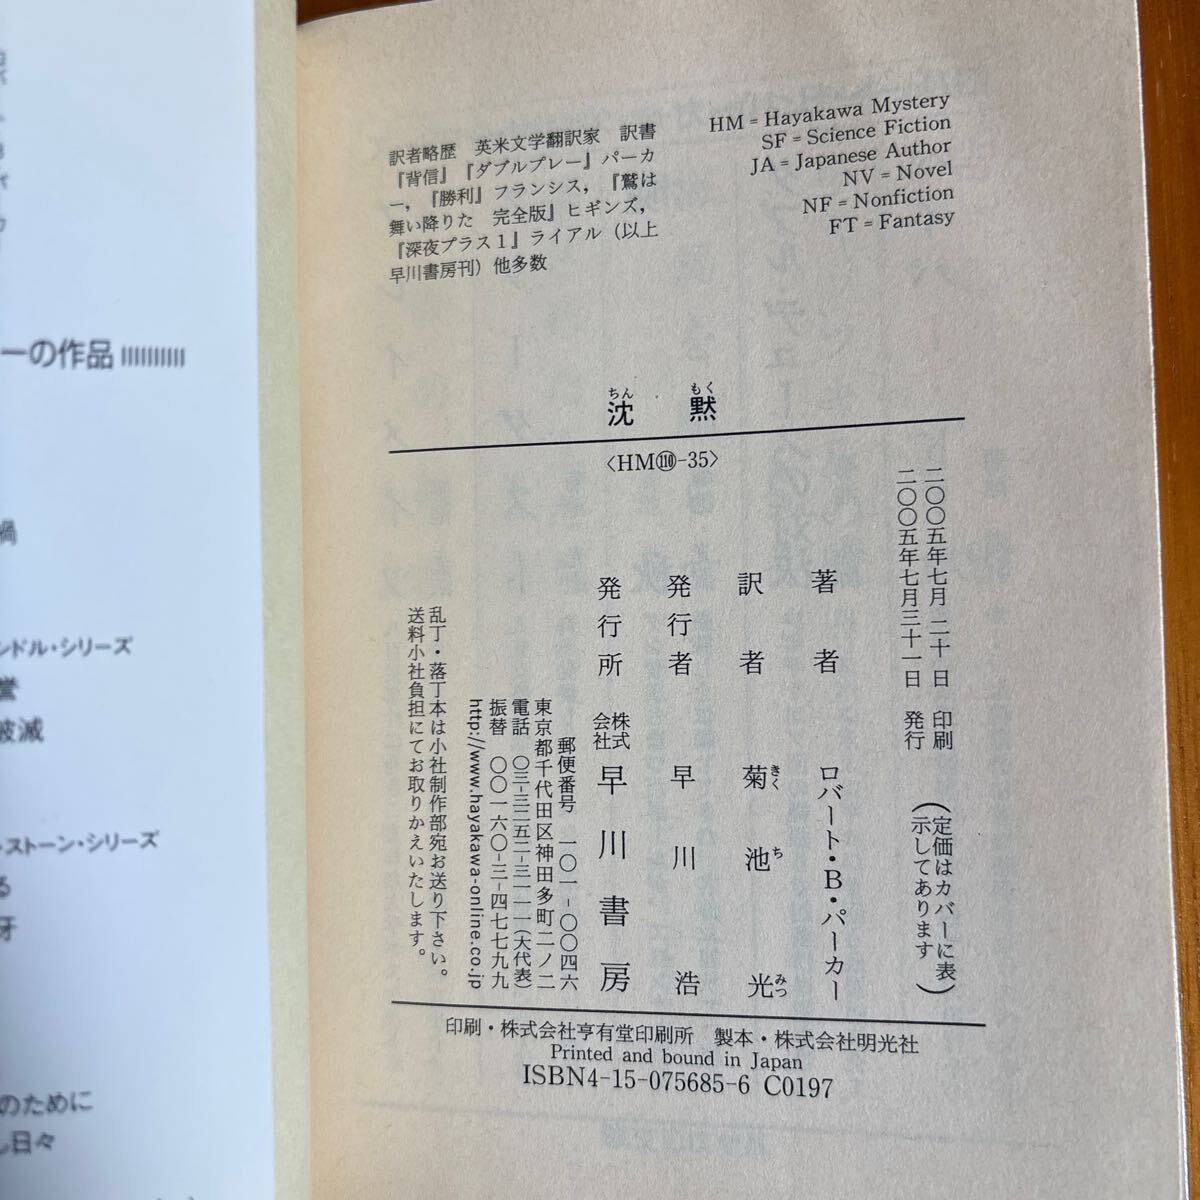 ーの作品
禍
ンドル・シリーズ
誉
破滅
・ストーン・シリーズ
る
牙
のために
し日々
訳者略歴 英米文学翻訳家 訳書
『背信』『ダブルプレー』パーカ
ー，『勝利』フランシス，『鷲は
舞い降りた 完全版』ヒギンズ，
『深夜プラス１』ライアル（以上
早川書房刊）他多数
HM = Hayakawa Mystery
SF = Science Fiction
JA = Japanese Author
NV = Novel
NF = Nonfiction
FT = Fantasy
ちん もく
沈黙
〈HM⑩-35〉
二〇〇五年七月二十日 印刷
二〇〇五年七月三十一日 発行
（定価はカバーに表示してあります）
著者 ロバート・B・パーカー
訳者 菊池光
きく ち みつ
発行者 早川浩
発行所 株式会社 早川書房
郵便番号 一〇一-〇〇四六
東京都千代田区神田多町二ノ二
電話 〇三-三二五二-三一一一（大代表）
振替 〇〇一六〇-三-四七七九九
http://www.hayakawa-online.co.jp
乱丁・落丁本は小社制作部宛お送り下さい。
送料小社負担にてお取りかえいたします。
印刷・株式会社亨有堂印刷所 製本・株式会社明光社
Printed and bound in Japan
ISBN4-15-075685-6 C0197